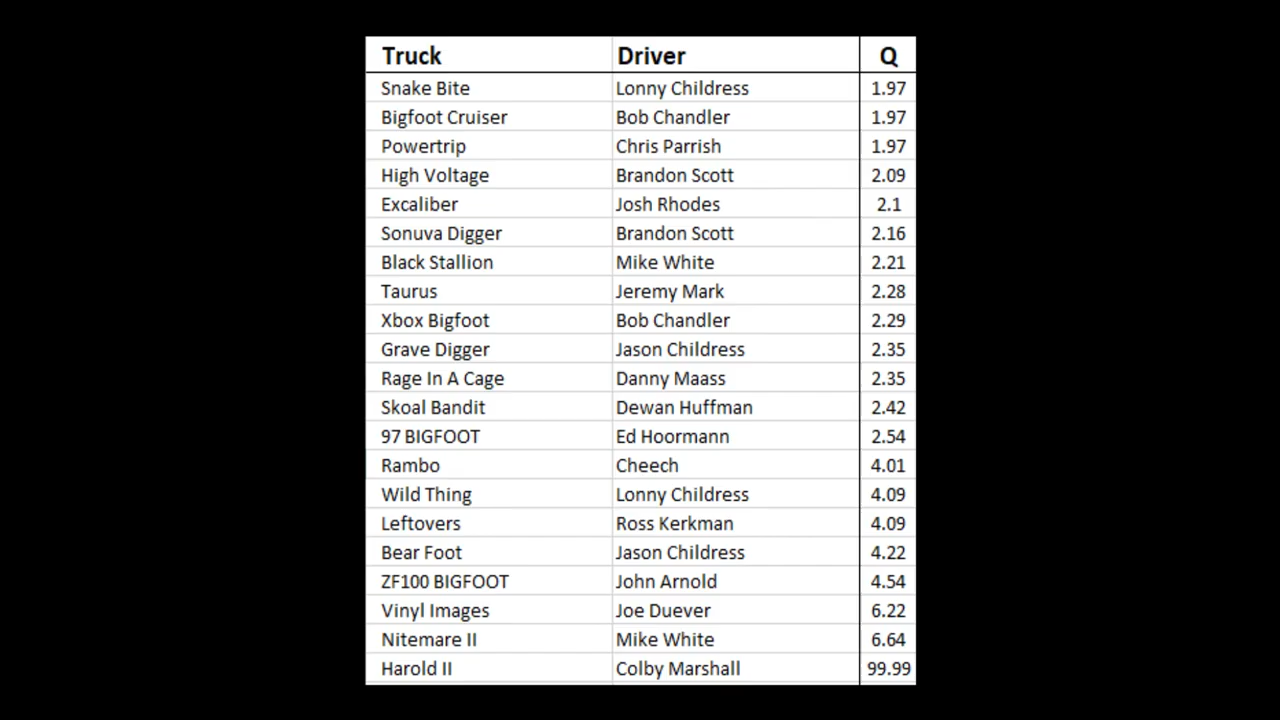 Truck Driver Q
Snake Bite Lonny Childress 1.97
Bigfoot Cruiser Bob Chandler 1.97
Powertrip Chris Parrish 1.97
High Voltage Brandon Scott 2.09
Excaliber Josh Rhodes 2.1
Sonuva Digger Brandon Scott 2.16
Black Stallion Mike White 2.21
Taurus Jeremy Mark 2.28
Xbox Bigfoot Bob Chandler 2.29
Grave Digger Jason Childress 2.35
Rage In A Cage Danny Maass 2.35
Skoal Bandit Dewan Huffman 2.42
97 BIGFOOT Ed Hoormann 2.54
Rambo Cheech 4.01
Wild Thing Lonny Childress 4.09
Leftovers Ross Kerkman 4.09
Bear Foot Jason Childress 4.22
ZF100 BIGFOOT John Arnold 4.54
Vinyl Images Joe Duever 6.22
Nitemare II Mike White 6.64
Harold II Colby Marshall 99.99